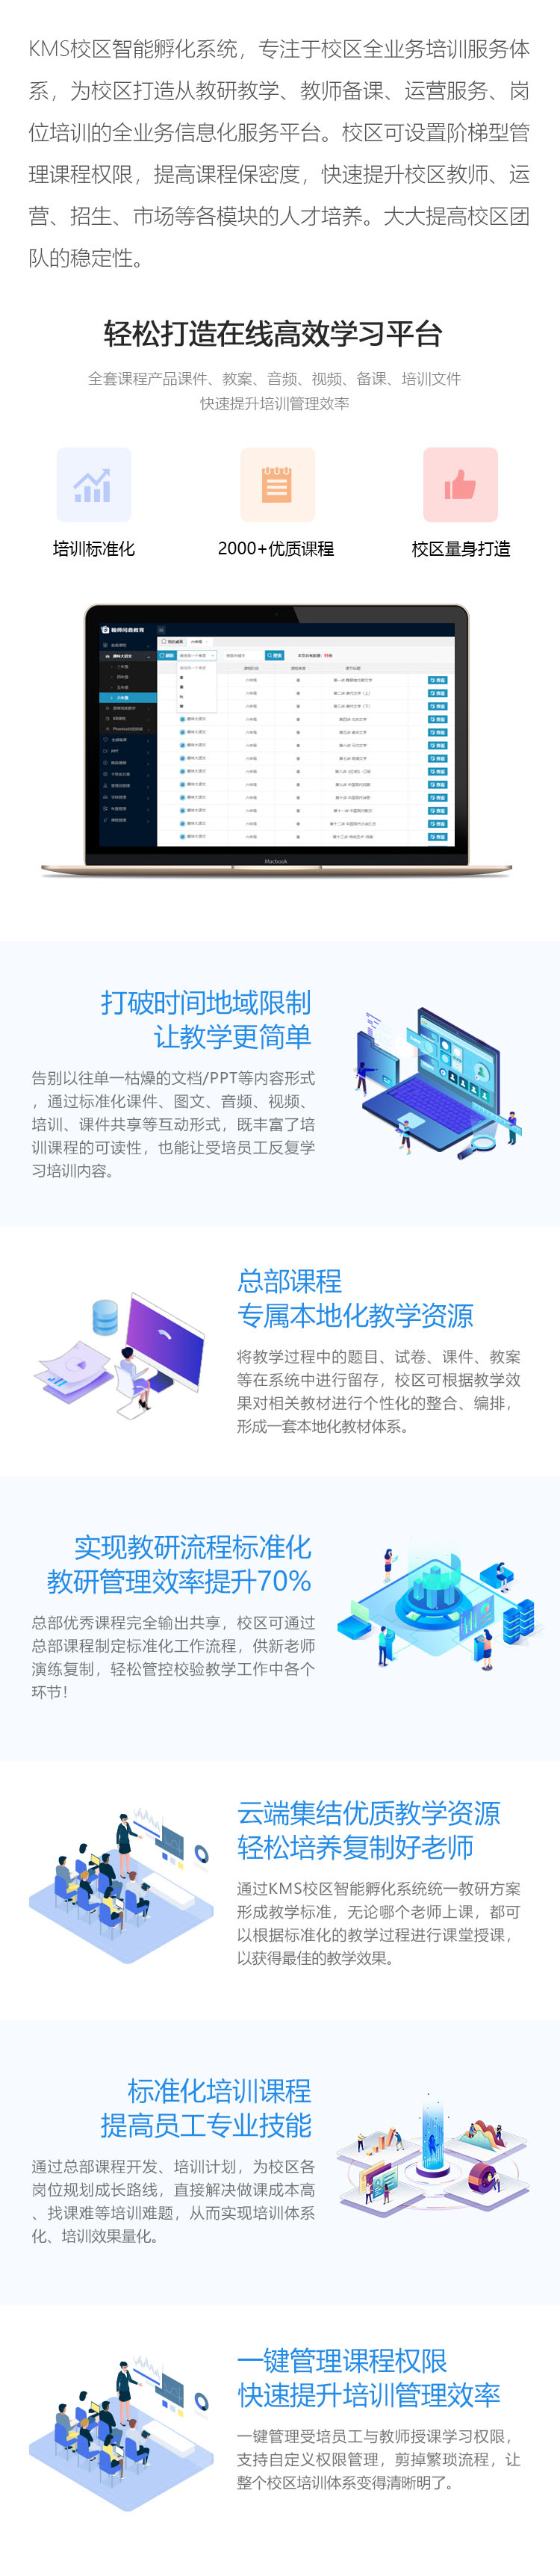 KMS校区智能孵化系统，专注于校区全业务培训服务体
系，为校区打造从教研教学、教师备课、运营服务、岗
位培训的全业务信息化服务平台。校区可设置阶梯型管
理课程权限，提高课程保密度，快速提升校区教师、运
营、招生、市场等各模块的人才培养。大大提高校区团
队的稳定性。
轻松打造在线高效学习平台
全套课程产品课件、教案、音频、视频、备课、培训文件
快速提升培训管理效率
培训标准化
2000+优质课程
校区量身打造
Macbook
打破时间地域限制
让教学更简单
告别以往单一枯燥的文档/PPT等内容形式
，通过标准化课件、图文、音频、视频、
培训、课件共享等互动形式，既丰富了培
训课程的可读性，也能让受培员工反复学
习培训内容。
总部课程
专属本地化教学资源
将教学过程中的题目、试卷、课件、教案
等在系统中进行留存，校区可根据教学效
果对相关教材进行个性化的整合、编排，
形成一套本地化教材体系。
实现教研流程标准化
教研管理效率提升70%
总部优秀课程完全输出共享，校区可通过
总部课程制定标准化工作流程，供新老师
演练复制，轻松管控校验教学工作中各个
环节！
云端集结优质教学资源
轻松培养复制好老师
通过KMS校区智能孵化系统统一教研方案
形成教学标准，无论哪个老师上课，都可
以根据标准化的教学过程进行课堂授课，
以获得最佳的教学效果。
标准化培训课程
提高员工专业技能
通过总部课程开发、培训计划，为校区各
岗位规划成长路线，直接解决做课成本高
、找课难等培训难题，从而实现培训体系
化、培训效果量化。
一键管理课程权限
快速提升培训管理效率
一键管理受培员工与教师授课学习权限，
支持自定义权限管理，剪掉繁琐流程，让
整个校区培训体系变得清晰明了。